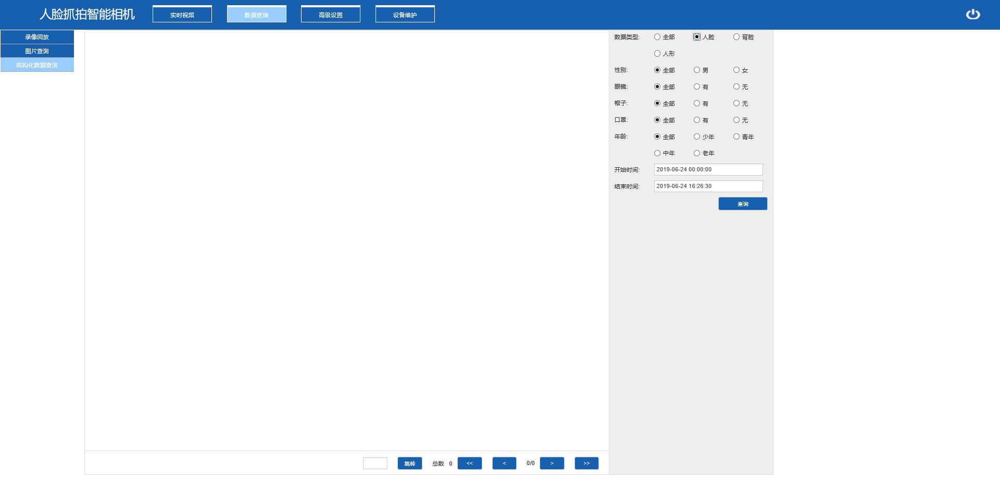 人脸抓拍智能相机
实时视频
数据查询
高级设置
设备维护
录像回放
图片查询
结构化数据查询
数据类型: 全部 人脸 背脸
人形
性别: 全部 男 女
眼镜: 全部 有 无
帽子: 全部 有 无
口罩: 全部 有 无
年龄: 全部 少年 青年
中年 老年
开始时间: 2019-06-24 00:00:00
结束时间: 2019-06-24 16:26:30
查询
跳转 总数 0 << < 0/0 > >>